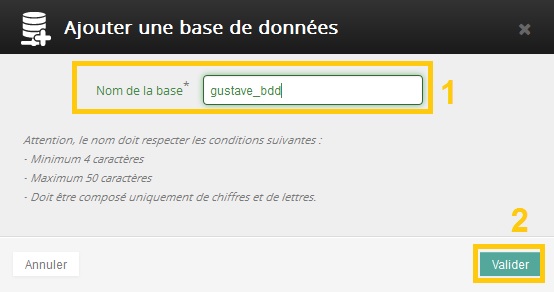 Ajouter une base de données
Nom de la base* gustave_bdd 1
Attention, le nom doit respecter les conditions suivantes :
- Minimum 4 caractères
- Maximum 50 caractères
- Doit être composé uniquement de chiffres et de lettres.
2
Annuler Valider